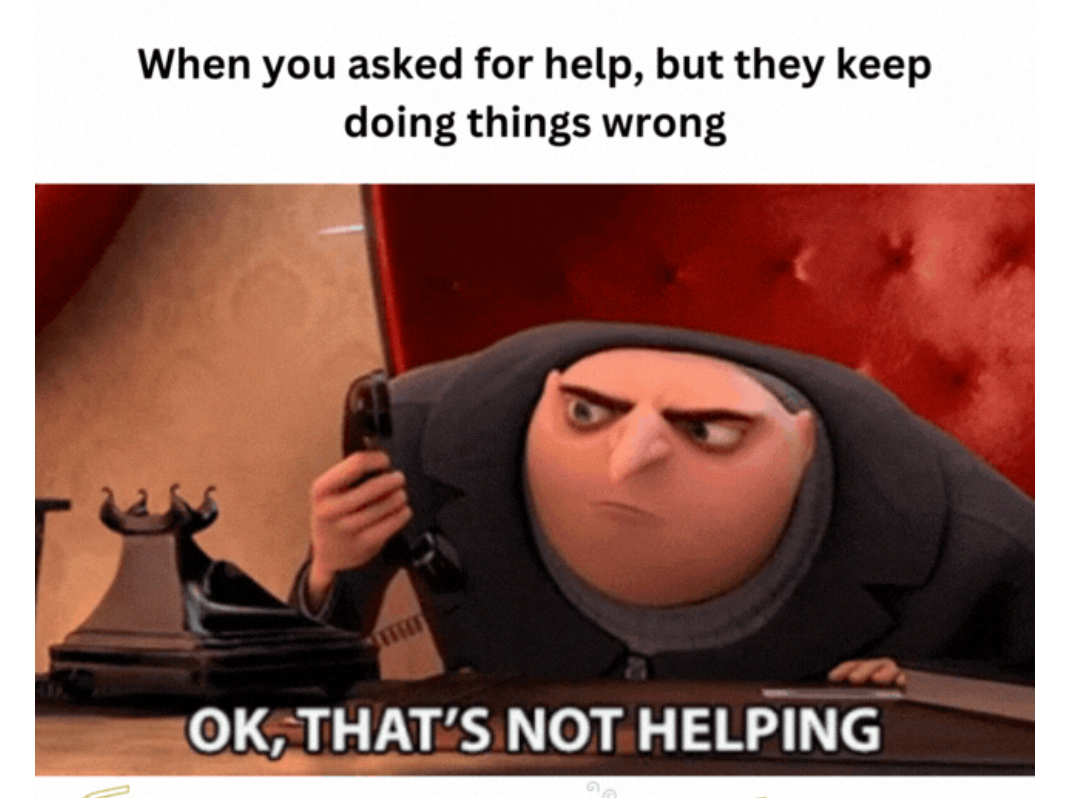 When you asked for help, but they keep
doing things wrong
OK, THAT'S NOT HELPING